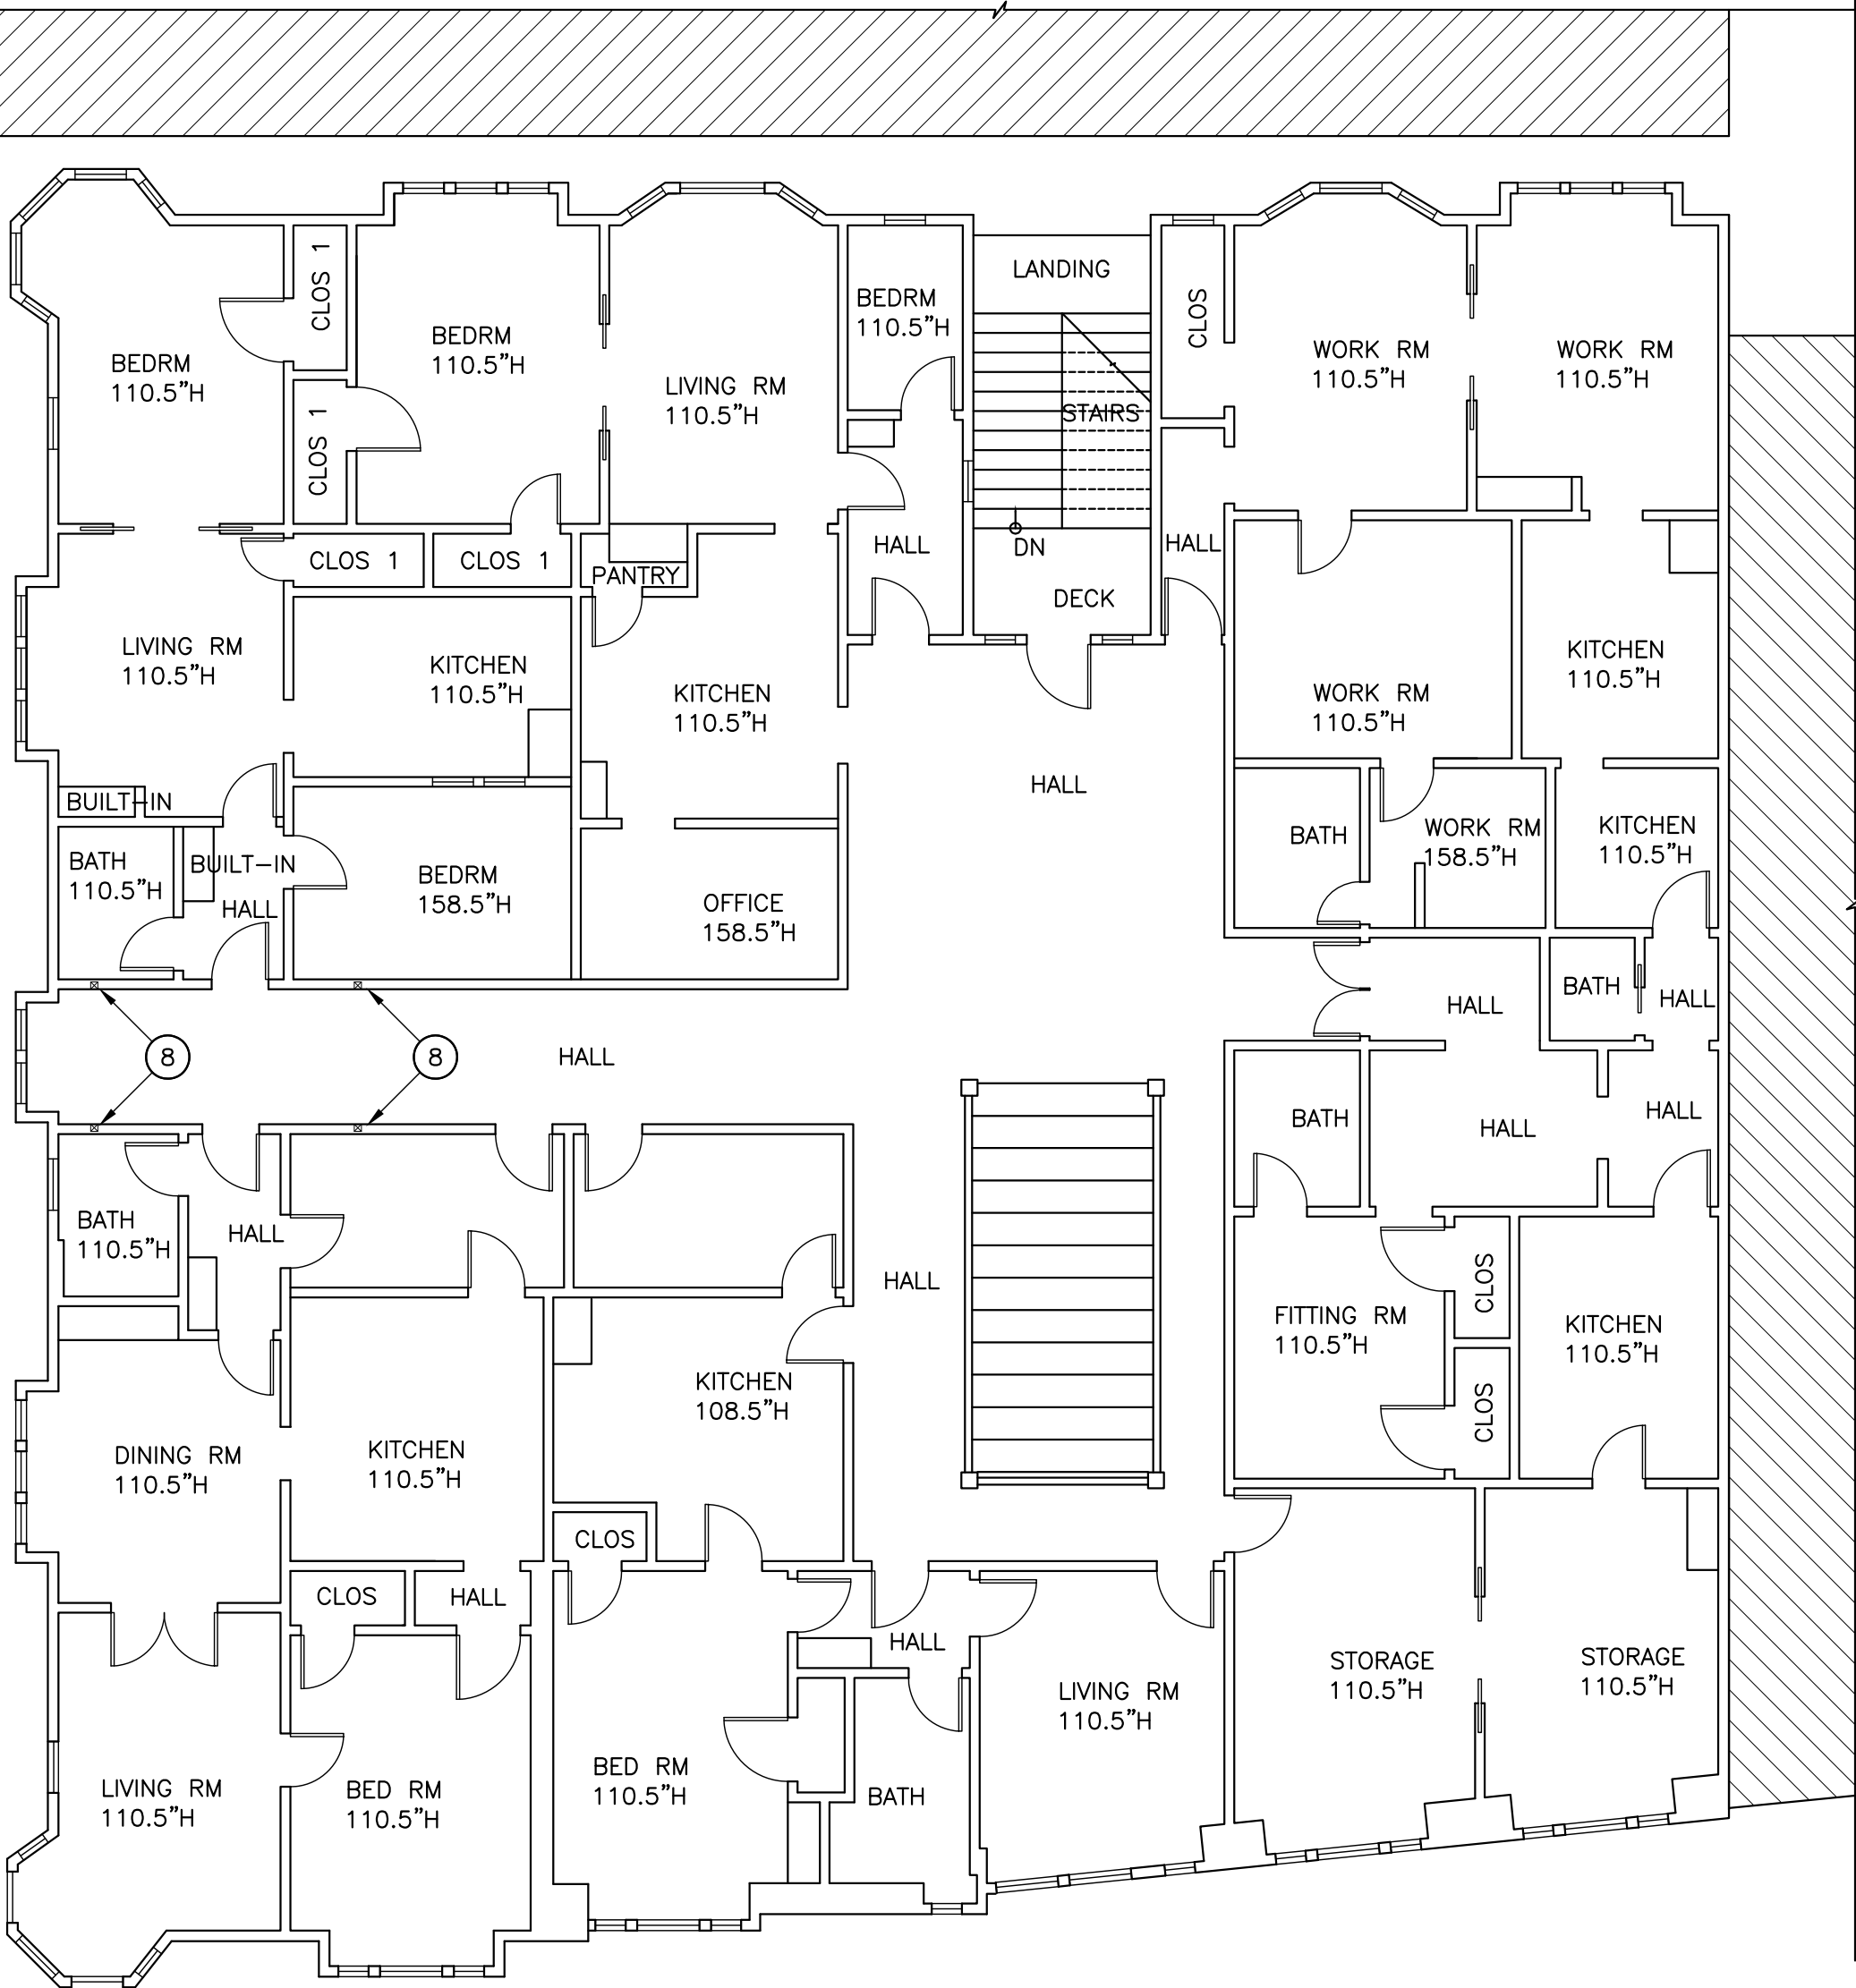 LANDING
CLOS 1
BEDRM
110.5"H
CLOS
BEDRM
110.5"H
WORK RM
110.5"H
WORK RM
110.5"H
BEDRM
110.5"H
LIVING RM
110.5"H
STAIRS
CLOS 1
CLOS 1
CLOS 1
PANTRY
HALL
DN
HALL
DECK
LIVING RM
110.5"H
KITCHEN
110.5"H
KITCHEN
110.5"H
WORK RM
110.5"H
KITCHEN
110.5"H
HALL
BUILT-IN
BATH
110.5"H
BUILT-IN
HALL
BEDRM
158.5"H
OFFICE
158.5"H
BATH
WORK RM
158.5"H
KITCHEN
110.5"H
HALL
BATH
HALL
8
8
HALL
BATH
HALL
HALL
BATH
110.5"H
HALL
HALL
FITTING RM
110.5"H
CLOS
KITCHEN
110.5"H
KITCHEN
108.5"H
CLOS
DINING RM
110.5"H
KITCHEN
110.5"H
CLOS
CLOS
HALL
HALL
STORAGE
110.5"H
STORAGE
110.5"H
LIVING RM
110.5"H
LIVING RM
110.5"H
BED RM
110.5"H
BED RM
110.5"H
BATH